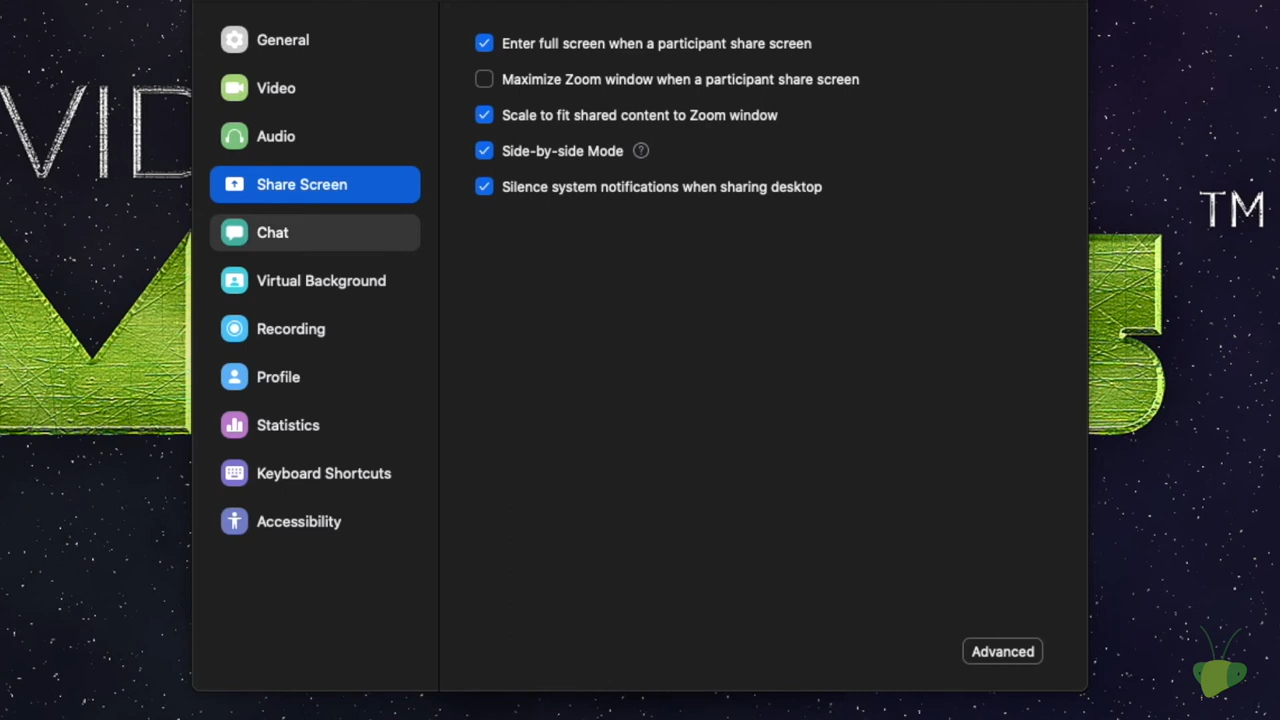 General
Video
Audio
Share Screen
Chat
Virtual Background
Recording
Profile
Statistics
Keyboard Shortcuts
Accessibility
Enter full screen when a participant share screen
Maximize Zoom window when a participant share screen
Scale to fit shared content to Zoom window
Side-by-side Mode ?
Silence system notifications when sharing desktop
Advanced
VID
TM